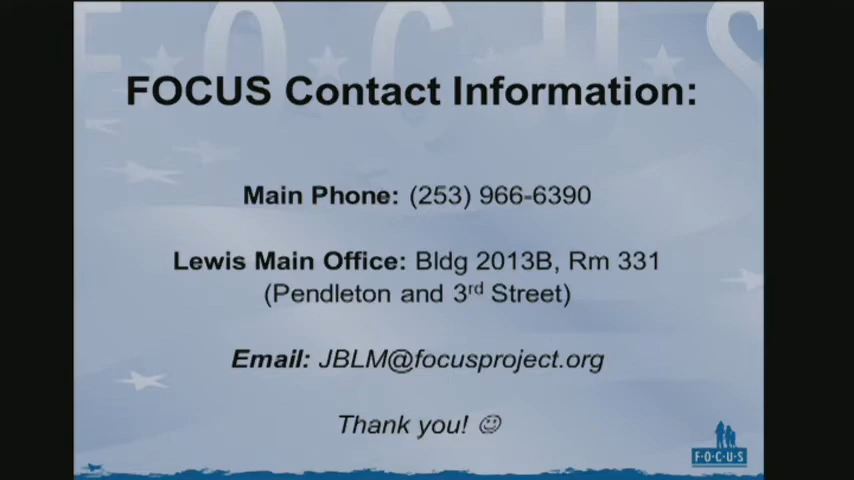 F O C U S
FOCUS Contact Information:
Main Phone: (253) 966-6390
Lewis Main Office: Bldg 2013B, Rm 331
(Pendleton and 3rd Street)
Email: JBLM@focusproject.org
Thank you! ☺
F·O·C·U·S